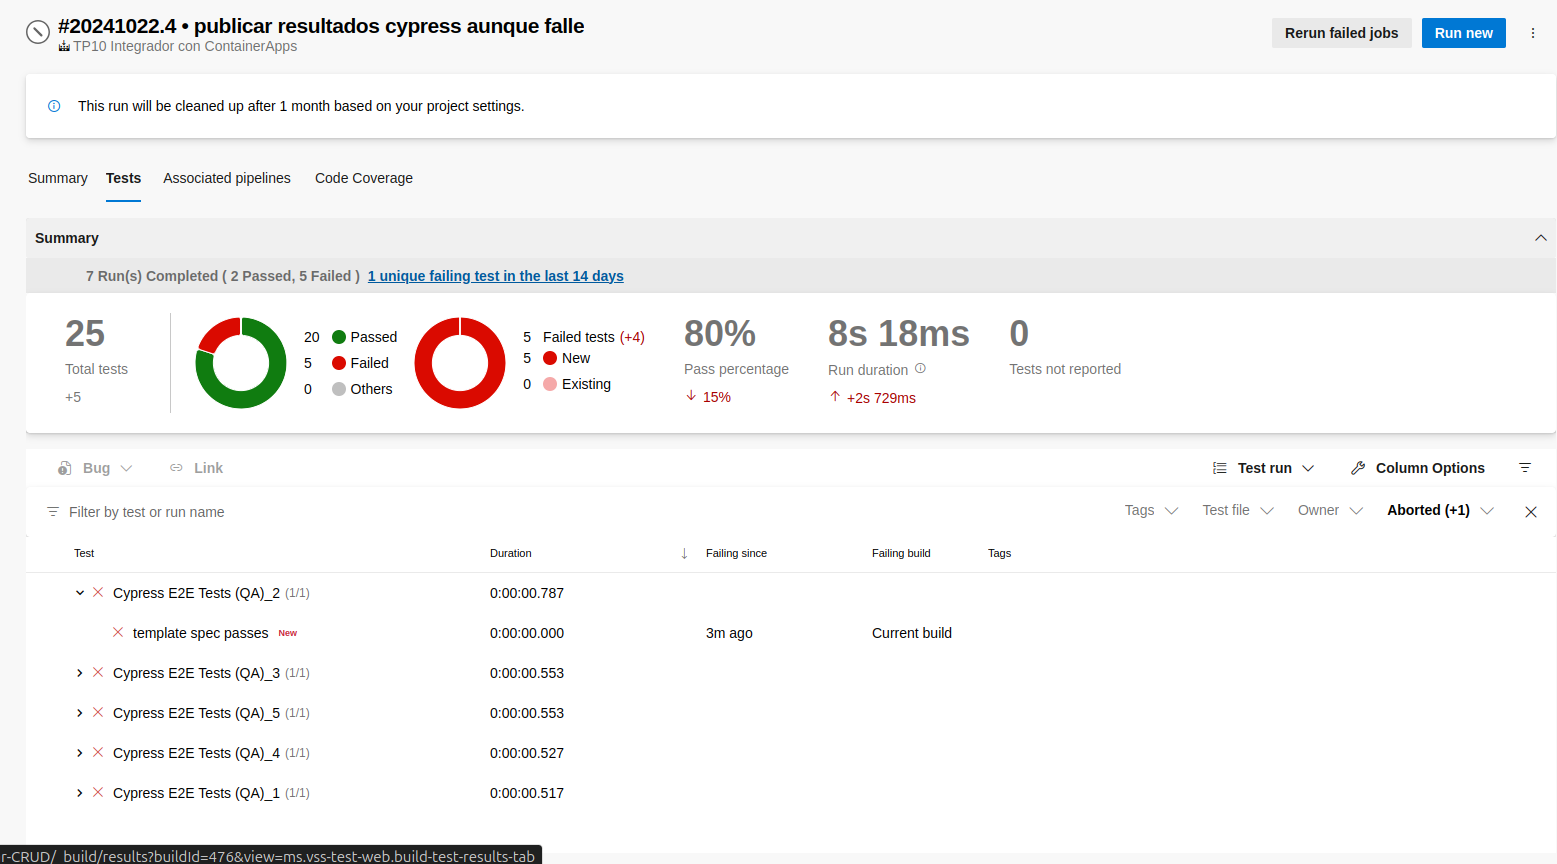 #20241022.4 • publicar resultados cypress aunque falle
TP10 Integrador con ContainerApps
Rerun failed jobs
Run new
This run will be cleaned up after 1 month based on your project settings.
Summary
Tests
Associated pipelines
Code Coverage
Summary
7 Run(s) Completed ( 2 Passed, 5 Failed ) 1 unique failing test in the last 14 days
25
Total tests
+5
20 Passed
5 Failed
0 Others
5 Failed tests (+4)
5 New
0 Existing
80%
Pass percentage
15%
8s 18ms
Run duration
+2s 729ms
0
Tests not reported
Bug
Link
Test run
Column Options
Filter by test or run name
Tags
Test file
Owner
Aborted (+1)
Test Duration Failing since Failing build Tags
Cypress E2E Tests (QA)_2 (1/1) 0:00:00.787
template spec passes New 0:00:00.000 3m ago Current build
Cypress E2E Tests (QA)_3 (1/1) 0:00:00.553
Cypress E2E Tests (QA)_5 (1/1) 0:00:00.553
Cypress E2E Tests (QA)_4 (1/1) 0:00:00.527
Cypress E2E Tests (QA)_1 (1/1) 0:00:00.517
r-CRUD/_build/results?buildId=476&view=ms.vss-test-web.build-test-results-tab